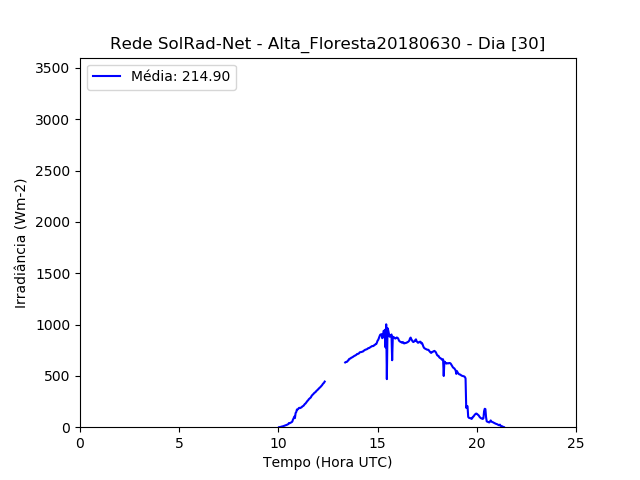 Rede SolRad-Net - Alta_Floresta20180630 - Dia [30]
Média: 214.90
Irradiância (Wm-2)
3500
3000
2500
2000
1500
1000
500
0
0 5 10 15 20 25
Tempo (Hora UTC)